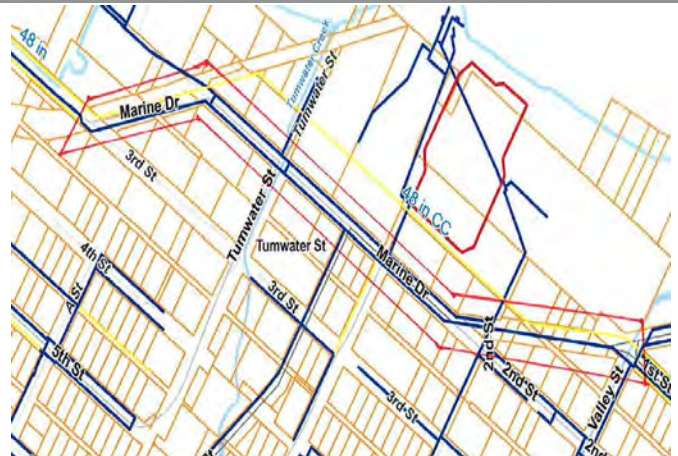 48 in
Marine Dr
Tumwater Creek
Tumwater St
3rd St
Tumwater St
48 in CC
Tumwater St
Marine Dr
4th St
A St
3rd St
5th St
2nd St
2nd St
1st St
Valley St
3rd St
St
2nd